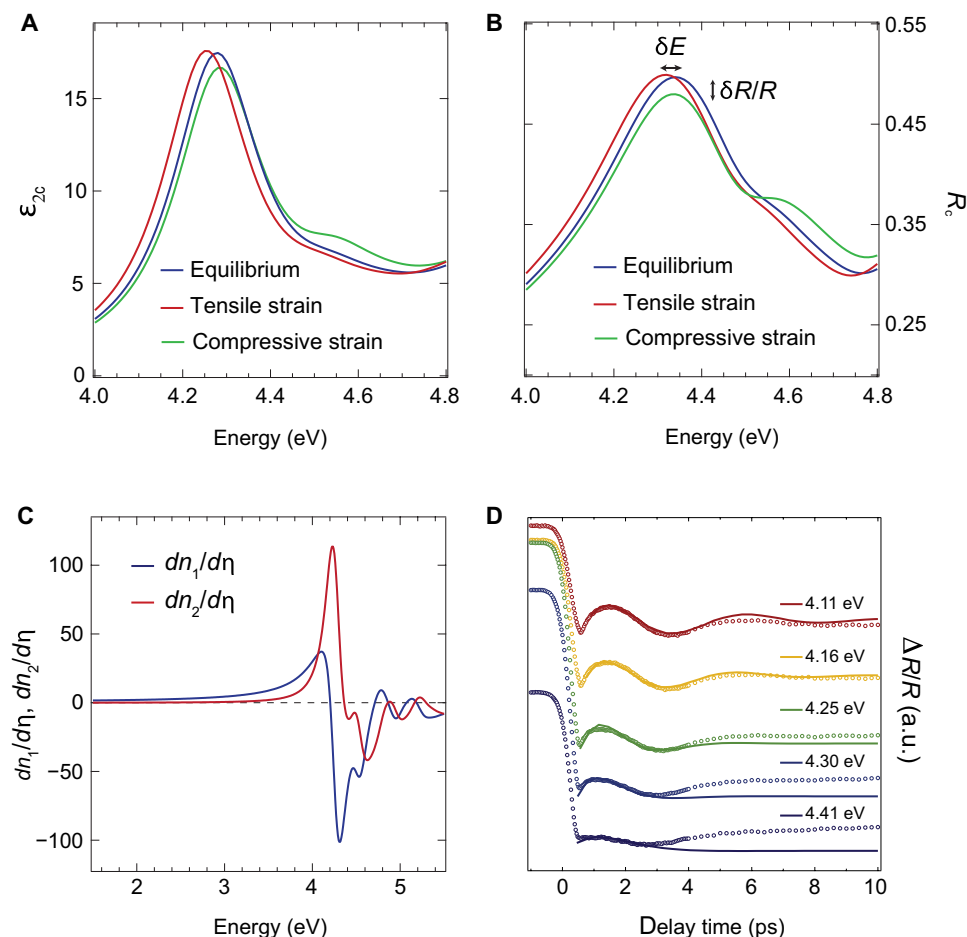 A
ε2c
15
10
5
0
Equilibrium
Tensile strain
Compressive strain
4.0 4.2 4.4 4.6 4.8
Energy (eV)
B
δE
δR/R
0.55
0.45
0.35
0.25
Rc
Equilibrium
Tensile strain
Compressive strain
4.0 4.2 4.4 4.6 4.8
Energy (eV)
C
dn1/dη, dn2/dη
100
50
0
−50
−100
dn1/dη
dn2/dη
2 3 4 5
Energy (eV)
D
4.11 eV
4.16 eV
4.25 eV
4.30 eV
4.41 eV
ΔR/R (a.u.)
0 2 4 6 8 10
Delay time (ps)